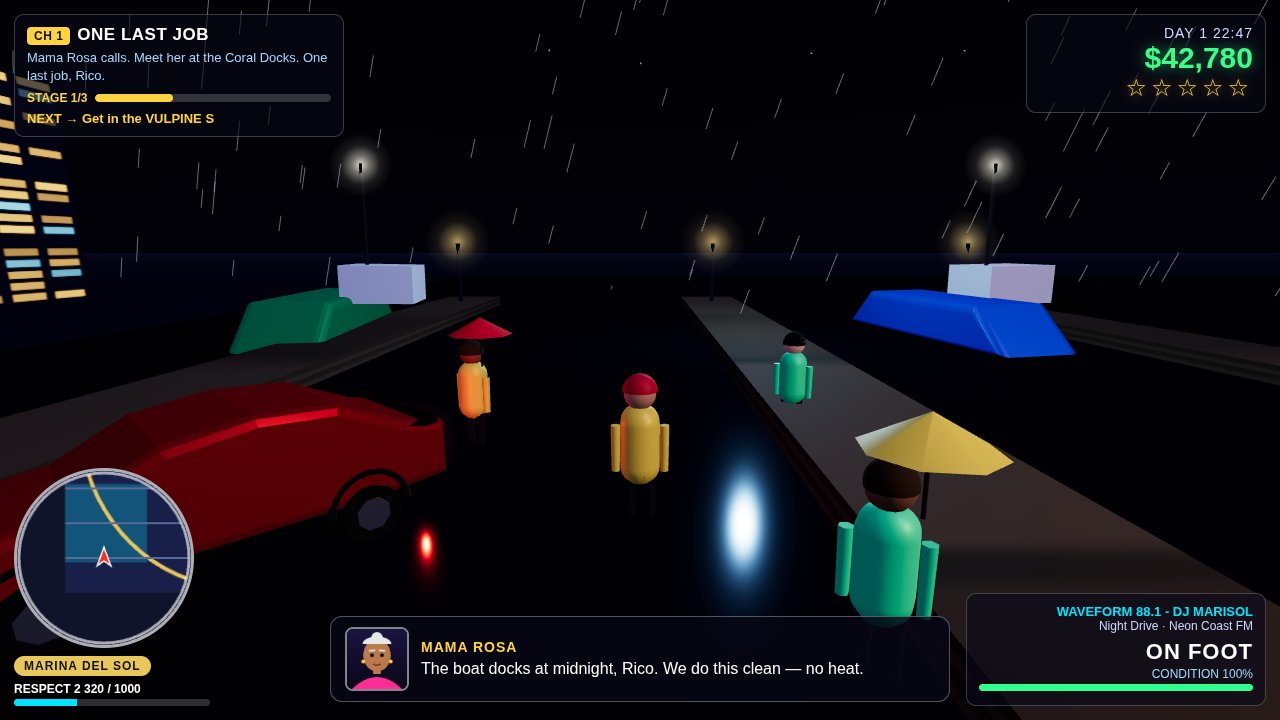 CH 1 ONE LAST JOB
Mama Rosa calls. Meet her at the Coral Docks. One
last job, Rico.
STAGE 1/3
NEXT → Get in the VULPINE S
DAY 1 22:47
$42,780
☆☆☆☆☆
MARINA DEL SOL
RESPECT 2 320 / 1000
MAMA ROSA
The boat docks at midnight, Rico. We do this clean — no heat.
WAVEFORM 88.1 - DJ MARISOL
Night Drive · Neon Coast FM
ON FOOT
CONDITION 100%